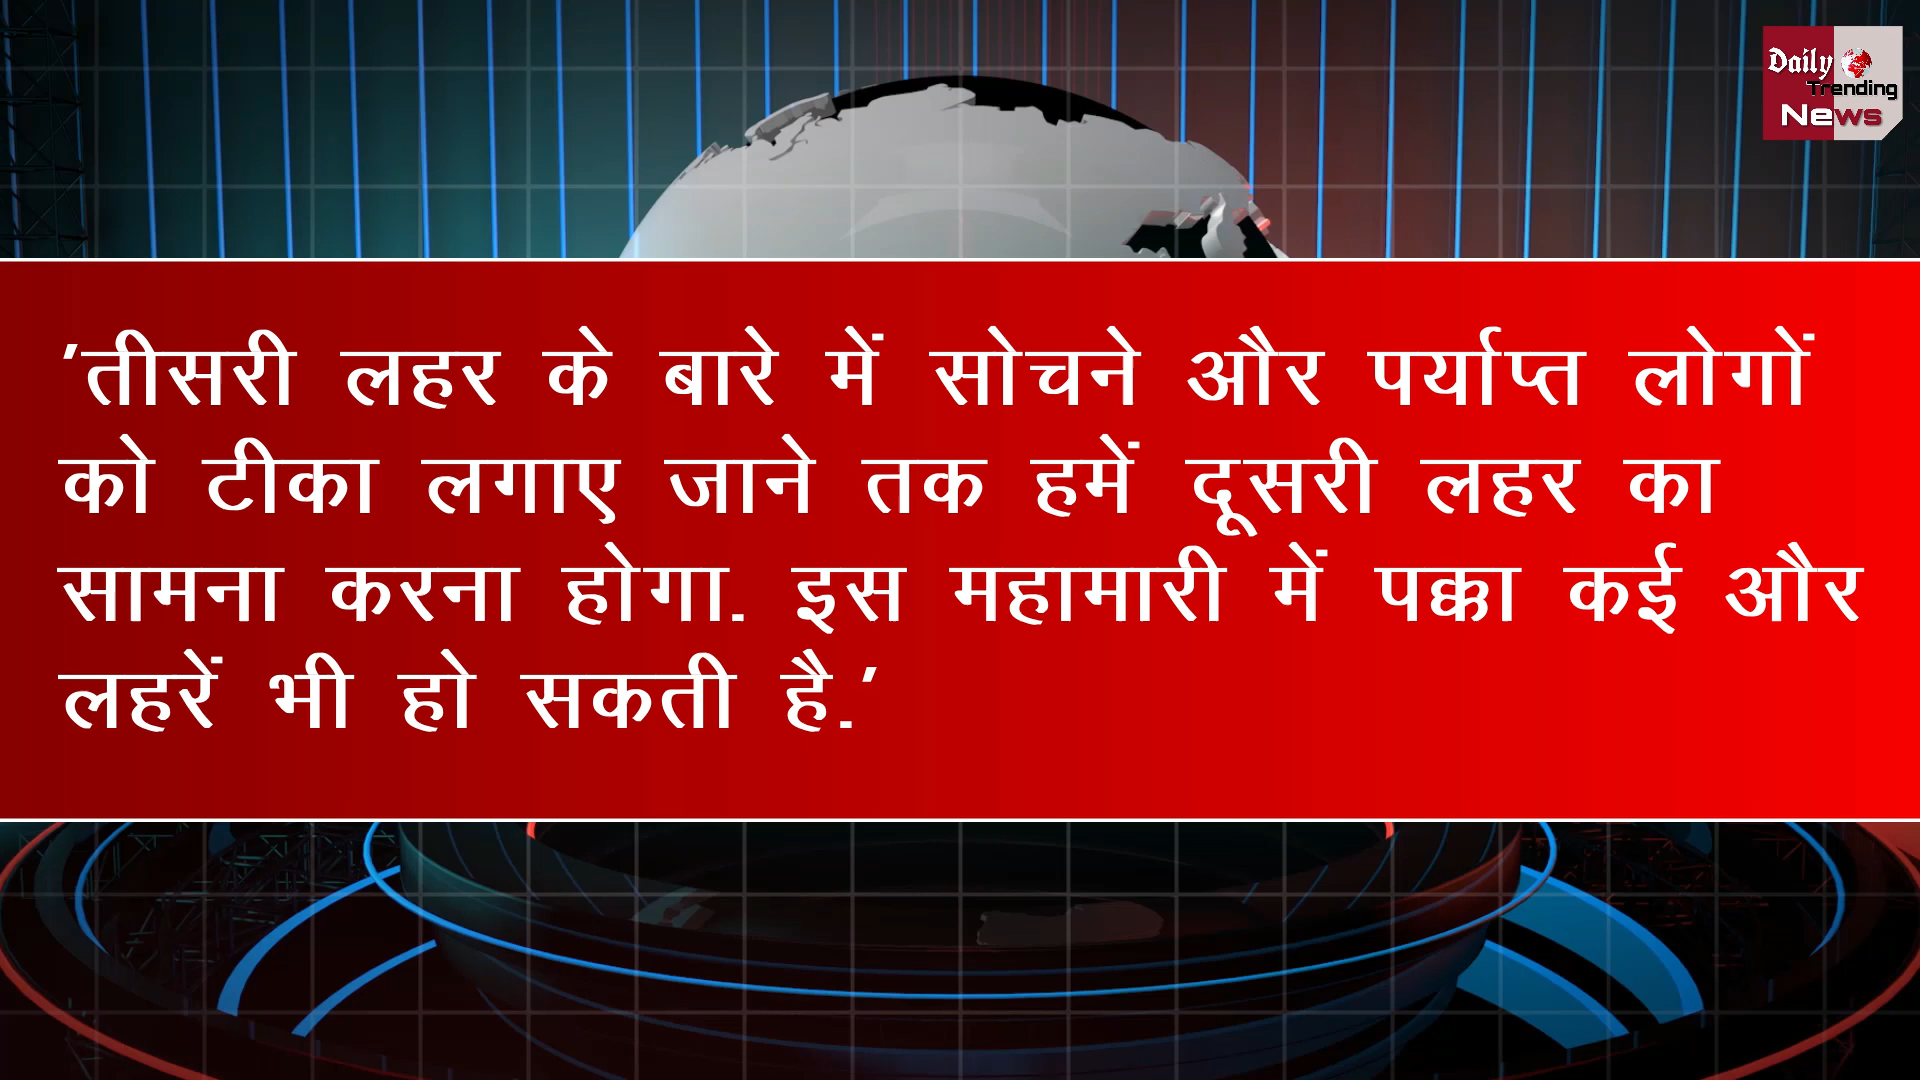 Daily
Trending
News
'तीसरी लहर के बारे में सोचने और पर्याप्त लोगों
को टीका लगाए जाने तक हमें दूसरी लहर का
सामना करना होगा. इस महामारी में पक्का कई और
लहरें भी हो सकती है.'